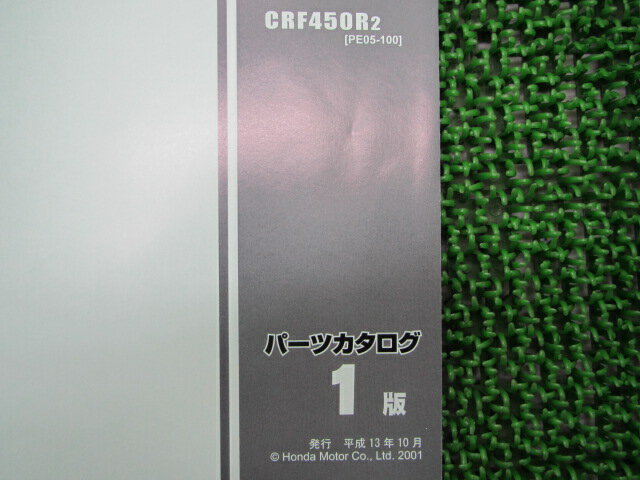 CRF450R2
[PE05-100]
パーツカタログ
1 版
発行 平成 13 年 10 月
© Honda Motor Co., Ltd. 2001